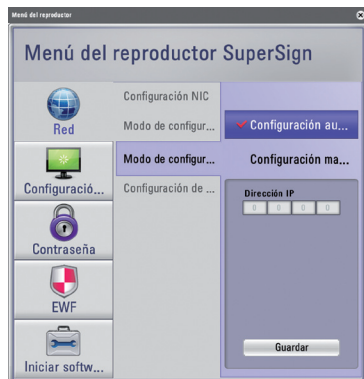 Menú del reproductor
Menú del reproductor SuperSign
Red
Configuració...
Contraseña
EWF
Iniciar softw...
Configuración NIC
Modo de configur...
Modo de configur...
Configuración de ...
Configuración au...
Configuración ma...
Dirección IP
0 0 0 0
Guardar